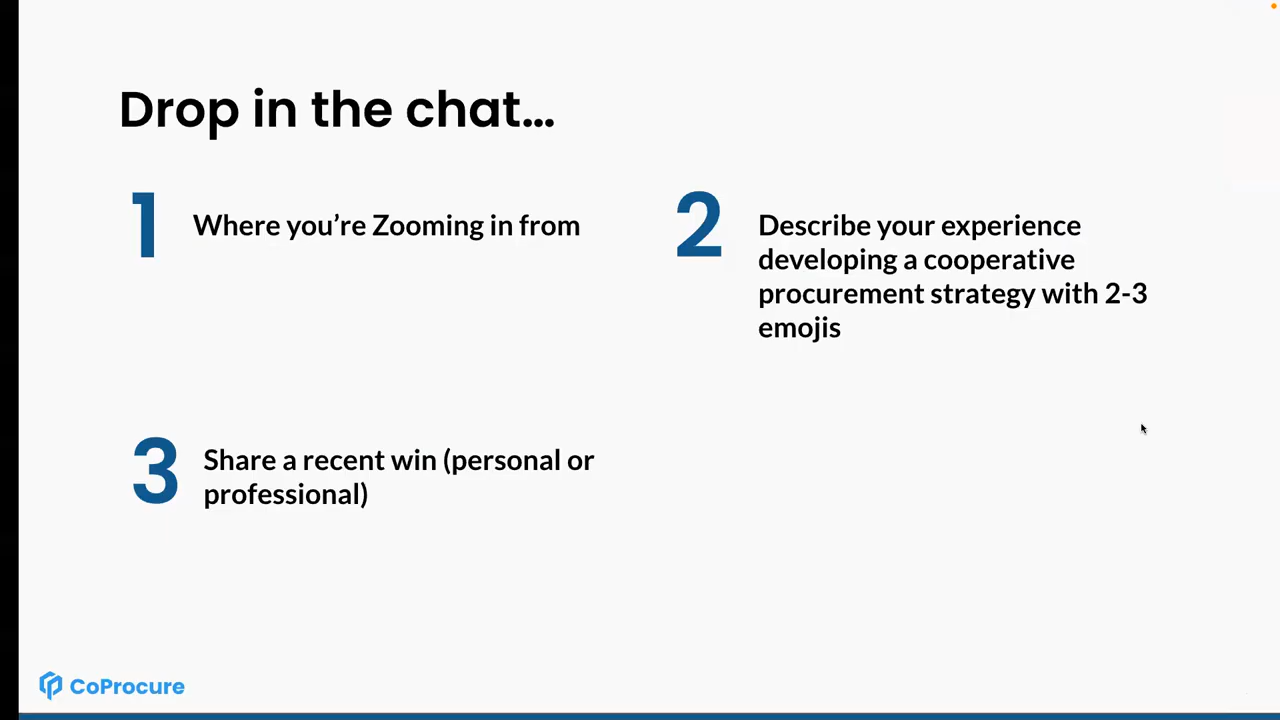 Drop in the chat...
1
Where you’re Zooming in from
2
Describe your experience
developing a cooperative
procurement strategy with 2-3
emojis
3
Share a recent win (personal or
professional)
CoProcure